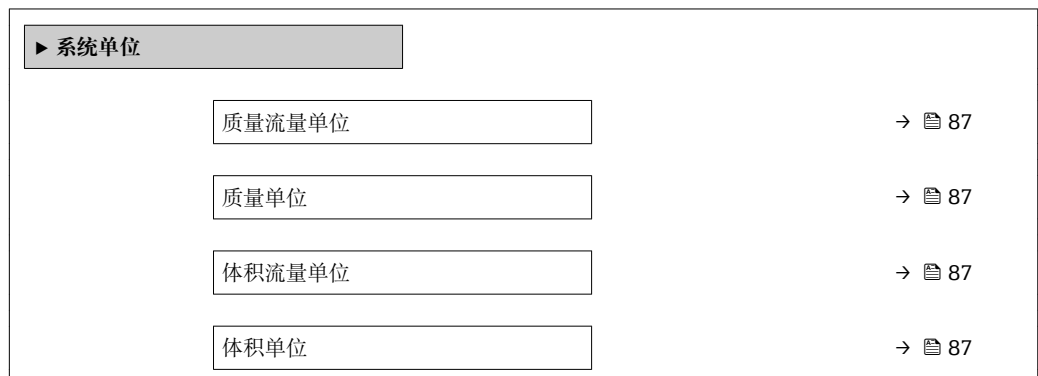 ▶ 系统单位
质量流量单位 → 87
质量单位 → 87
体积流量单位 → 87
体积单位 → 87